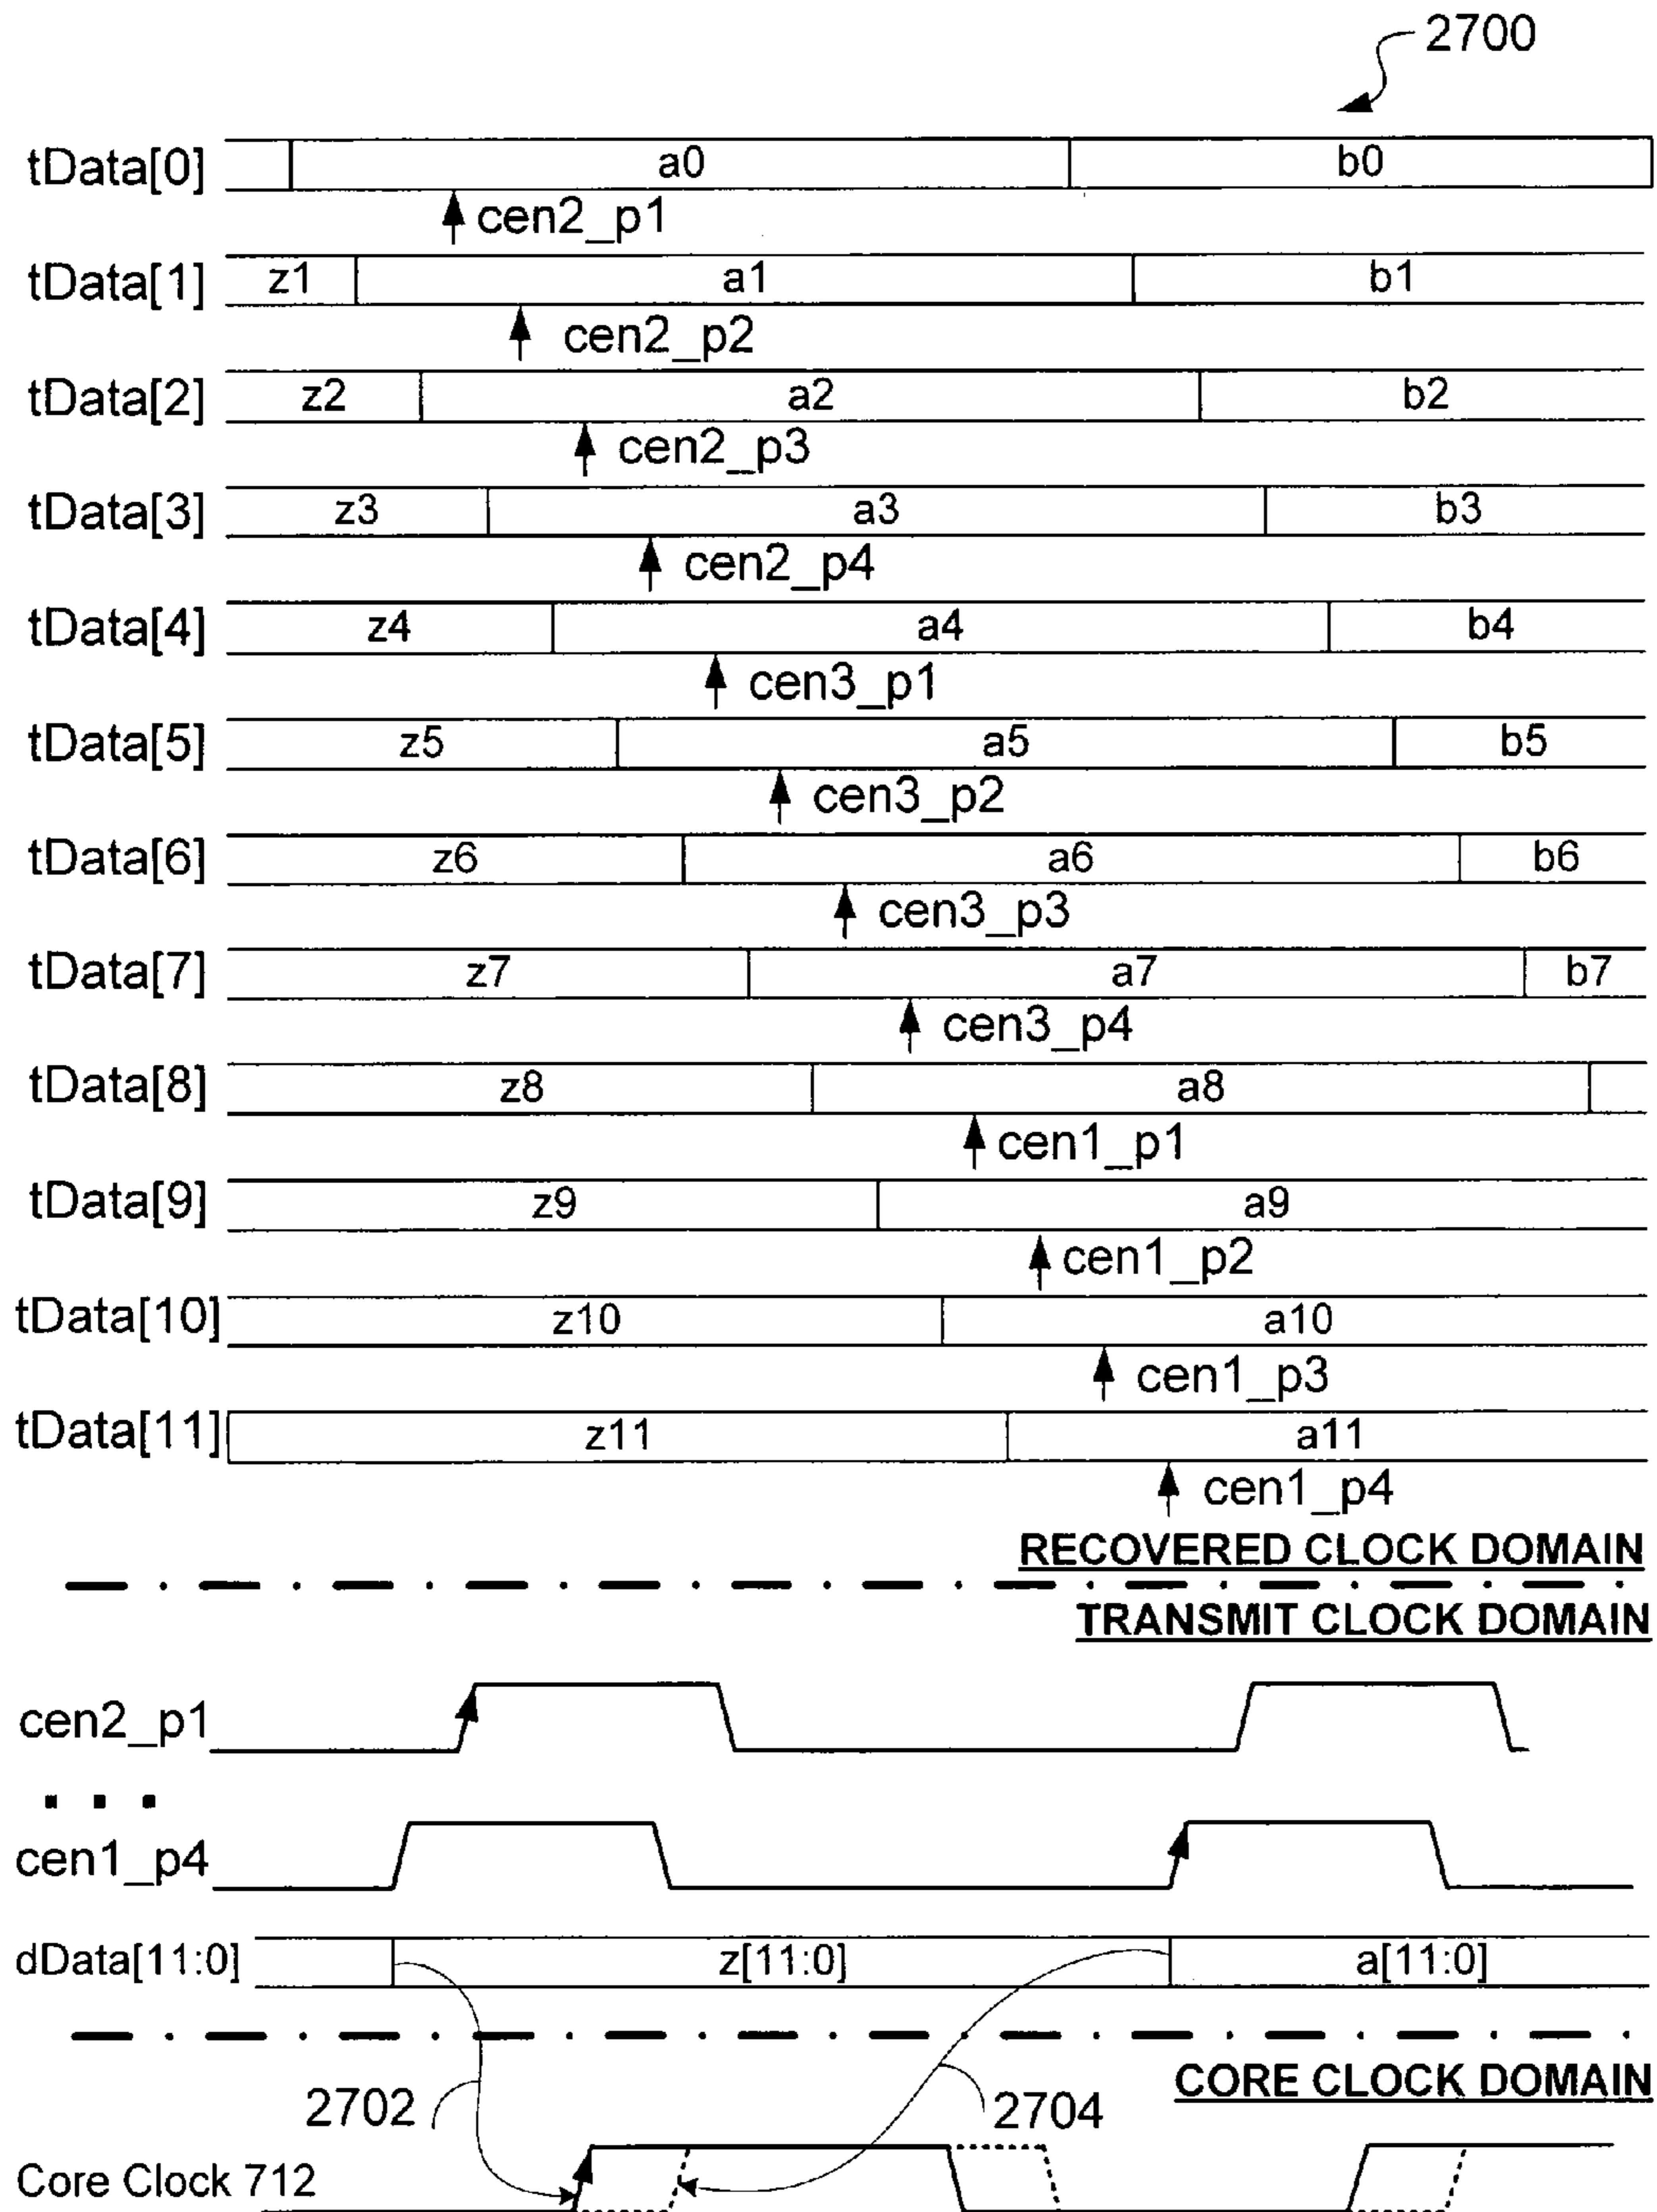 2700
tData[0] a0 b0
cen2_p1
tData[1] z1 a1 b1
cen2_p2
tData[2] z2 a2 b2
cen2_p3
tData[3] z3 a3 b3
cen2_p4
tData[4] z4 a4 b4
cen3_p1
tData[5] z5 a5 b5
cen3_p2
tData[6] z6 a6 b6
cen3_p3
tData[7] z7 a7 b7
cen3_p4
tData[8] z8 a8
cen1_p1
tData[9] z9 a9
cen1_p2
tData[10] z10 a10
cen1_p3
tData[11] z11 a11
cen1_p4
RECOVERED CLOCK DOMAIN
TRANSMIT CLOCK DOMAIN
cen2_p1
cen1_p4
dData[11:0] z[11:0] a[11:0]
CORE CLOCK DOMAIN
2702 2704
Core Clock 712